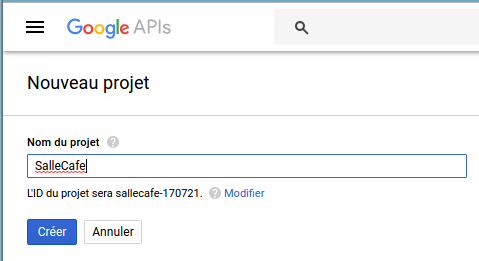 Google APIs
Nouveau projet
Nom du projet ?
SalleCafe
L'ID du projet sera sallecafe-170721. ? Modifier
Créer Annuler